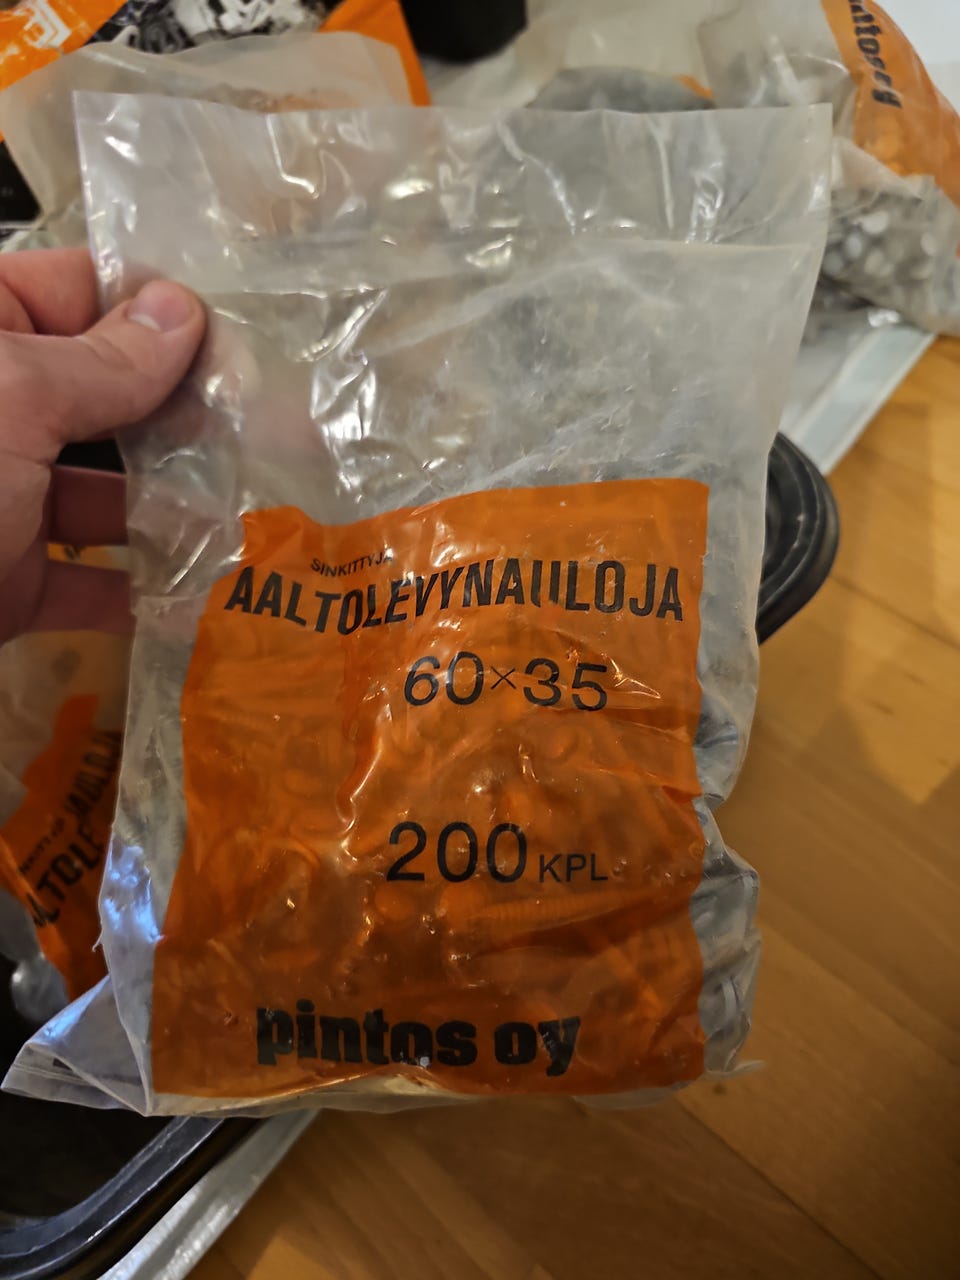 SINKITTYJÄ
AALTOLEVYNAULOJA
60×35
200 KPL
pintos oy